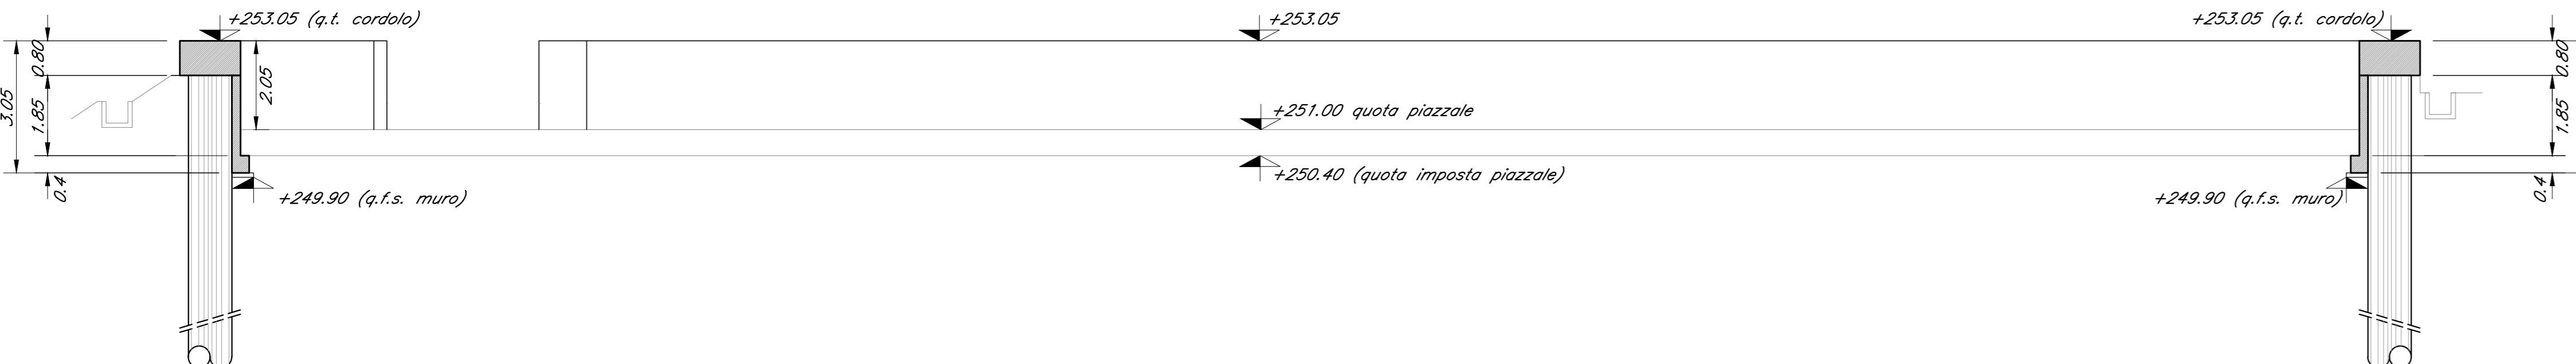 +253.05 (q.t. cordolo)
+253.05
+253.05 (q.t. cordolo)
0.80
2.05
0.80
3.05
1.85
+251.00 quota piazzale
1.85
+250.40 (quota imposta piazzale)
0.4
+249.90 (q.f.s. muro)
+249.90 (q.f.s. muro)
0.4